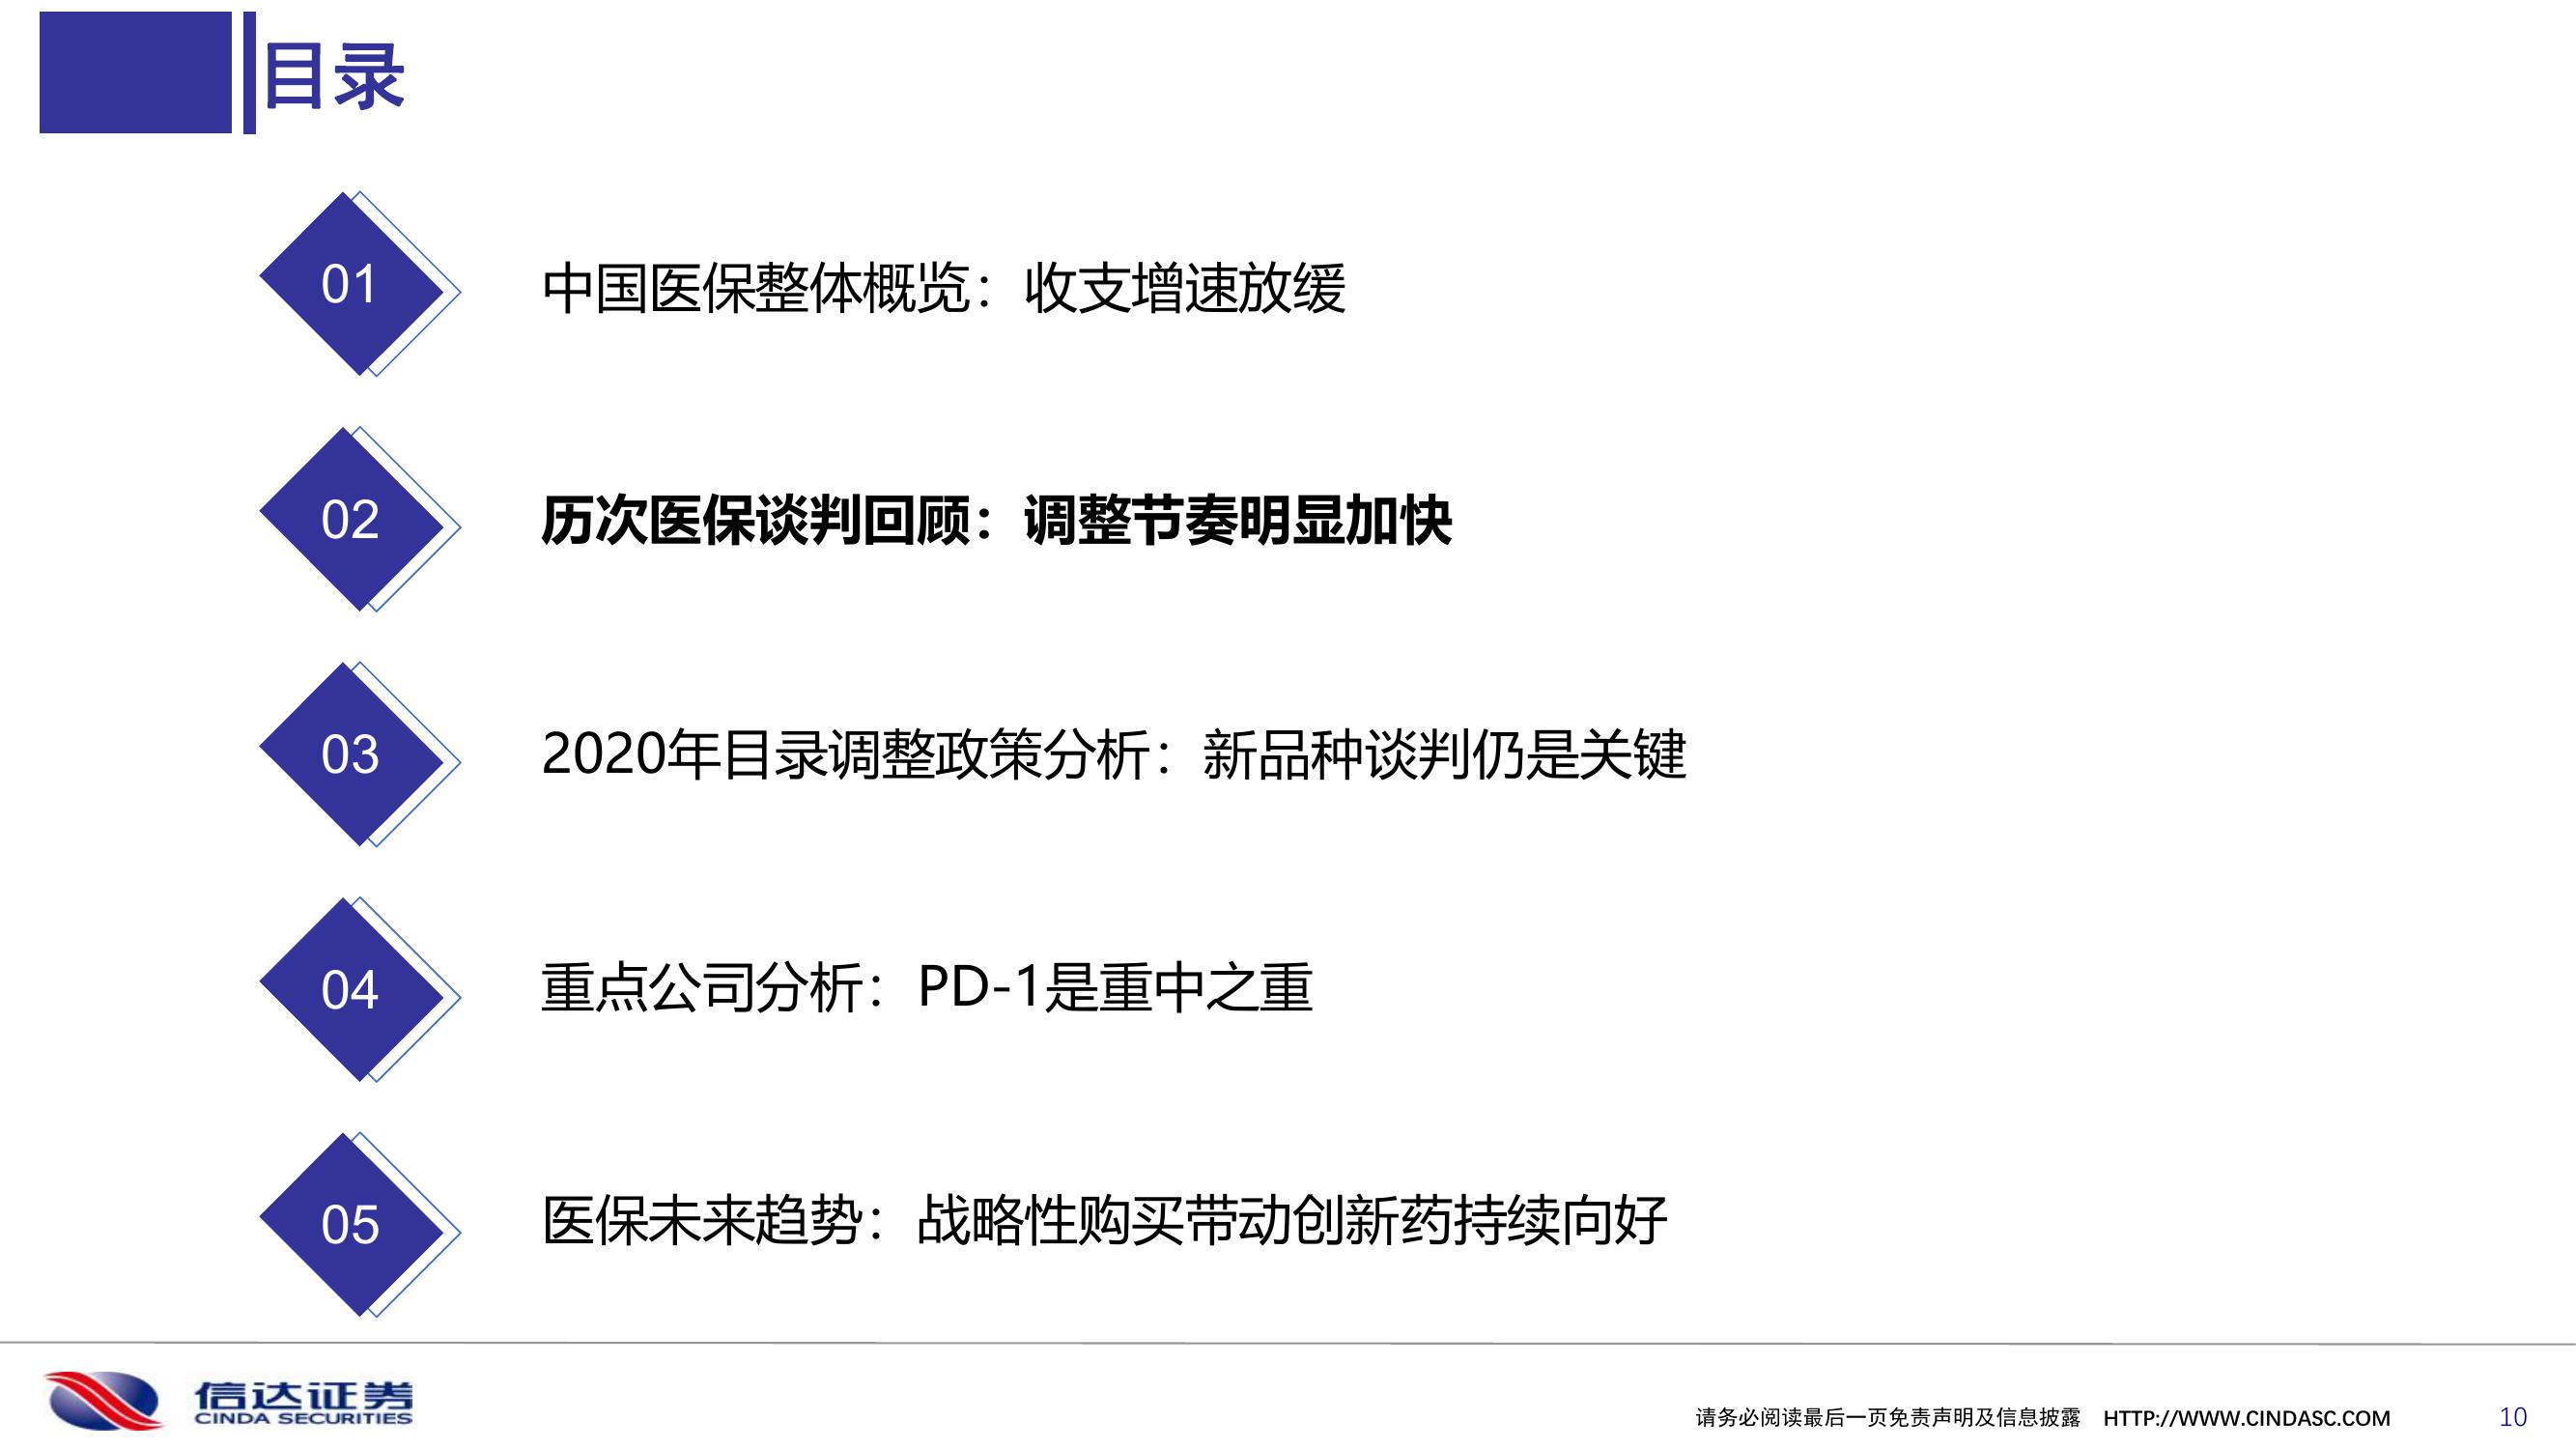 目录
01
中国医保整体概览：收支增速放缓
02
历次医保谈判回顾：调整节奏明显加快
03
2020年目录调整政策分析：新品种谈判仍是关键
04
重点公司分析：PD-1是重中之重
05
医保未来趋势：战略性购买带动创新药持续向好
信达证券
CINDA SECURITIES
请务必阅读最后一页免责声明及信息披露 HTTP://WWW.CINDASC.COM 10